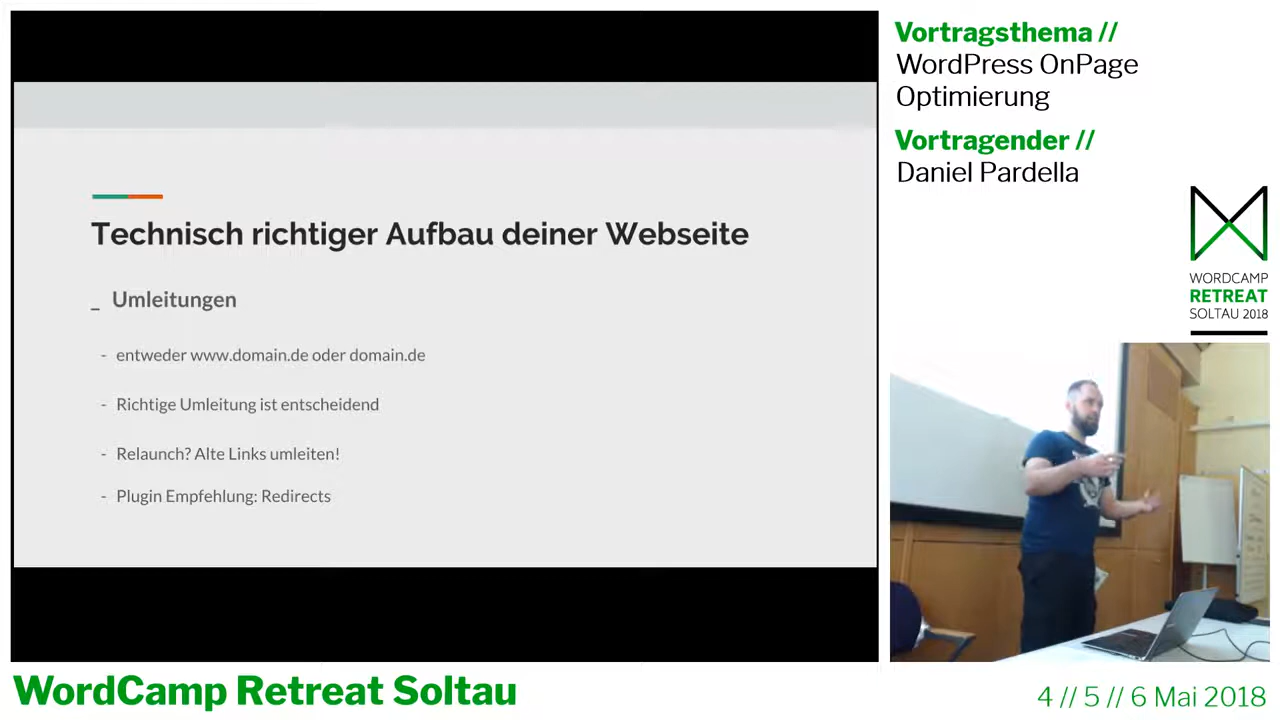 Technisch richtiger Aufbau deiner Webseite
_ Umleitungen
- entweder www.domain.de oder domain.de
- Richtige Umleitung ist entscheidend
- Relaunch? Alte Links umleiten!
- Plugin Empfehlung: Redirects
Vortragsthema //
WordPress OnPage
Optimierung
Vortragender //
Daniel Pardella
WORDCAMP
RETREAT
SOLTAU 2018
WordCamp Retreat Soltau
4 // 5 // 6 Mai 2018